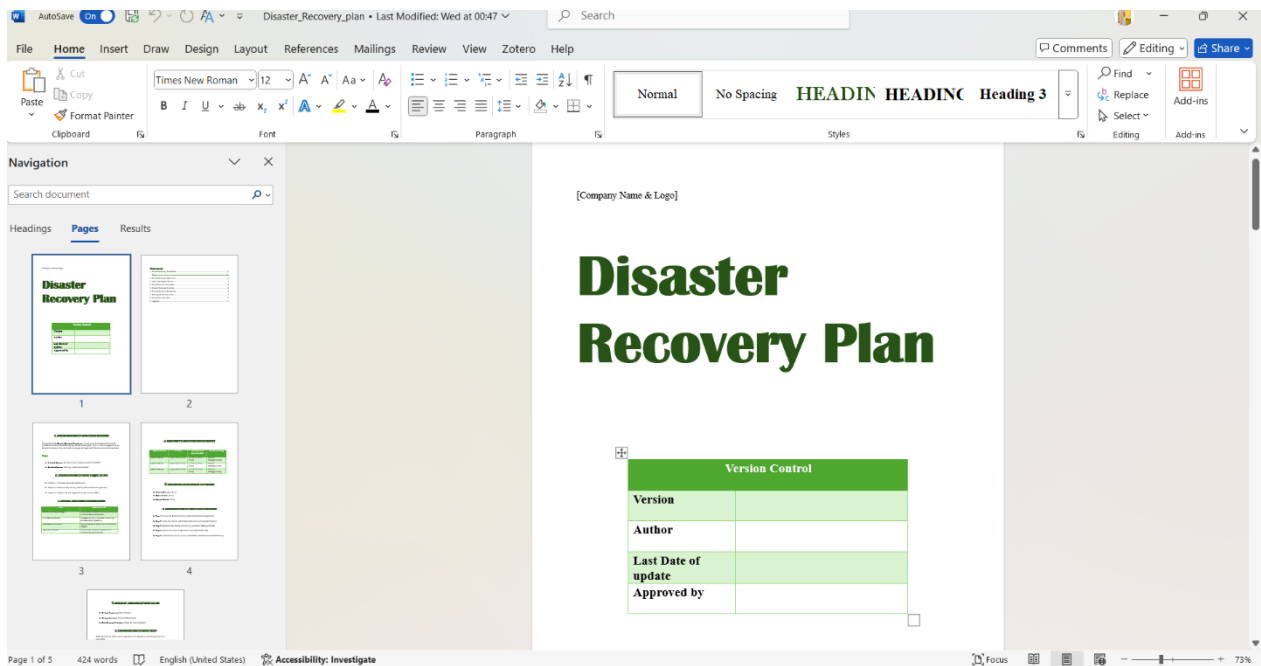 AutoSave On Disaster_Recovery_plan • Last Modified: Wed at 00:47 Search
File Home Insert Draw Design Layout References Mailings Review View Zotero Help Comments Editing Share
Paste Cut Copy Format Painter
Clipboard
Times New Roman 12
Font
Paragraph
Normal No Spacing HEADIN HEADING Heading 3
Styles
Find
Replace
Select
Editing
Add-ins
Add-ins
Navigation
Search document
Headings Pages Results
Disaster
Recovery Plan
1
2
3
4
[Company Name & Logo]
Disaster
Recovery Plan
Version Control
Version
Author
Last Date of
update
Approved by
Page 1 of 5 424 words English (United States) Accessibility: Investigate Focus 73%